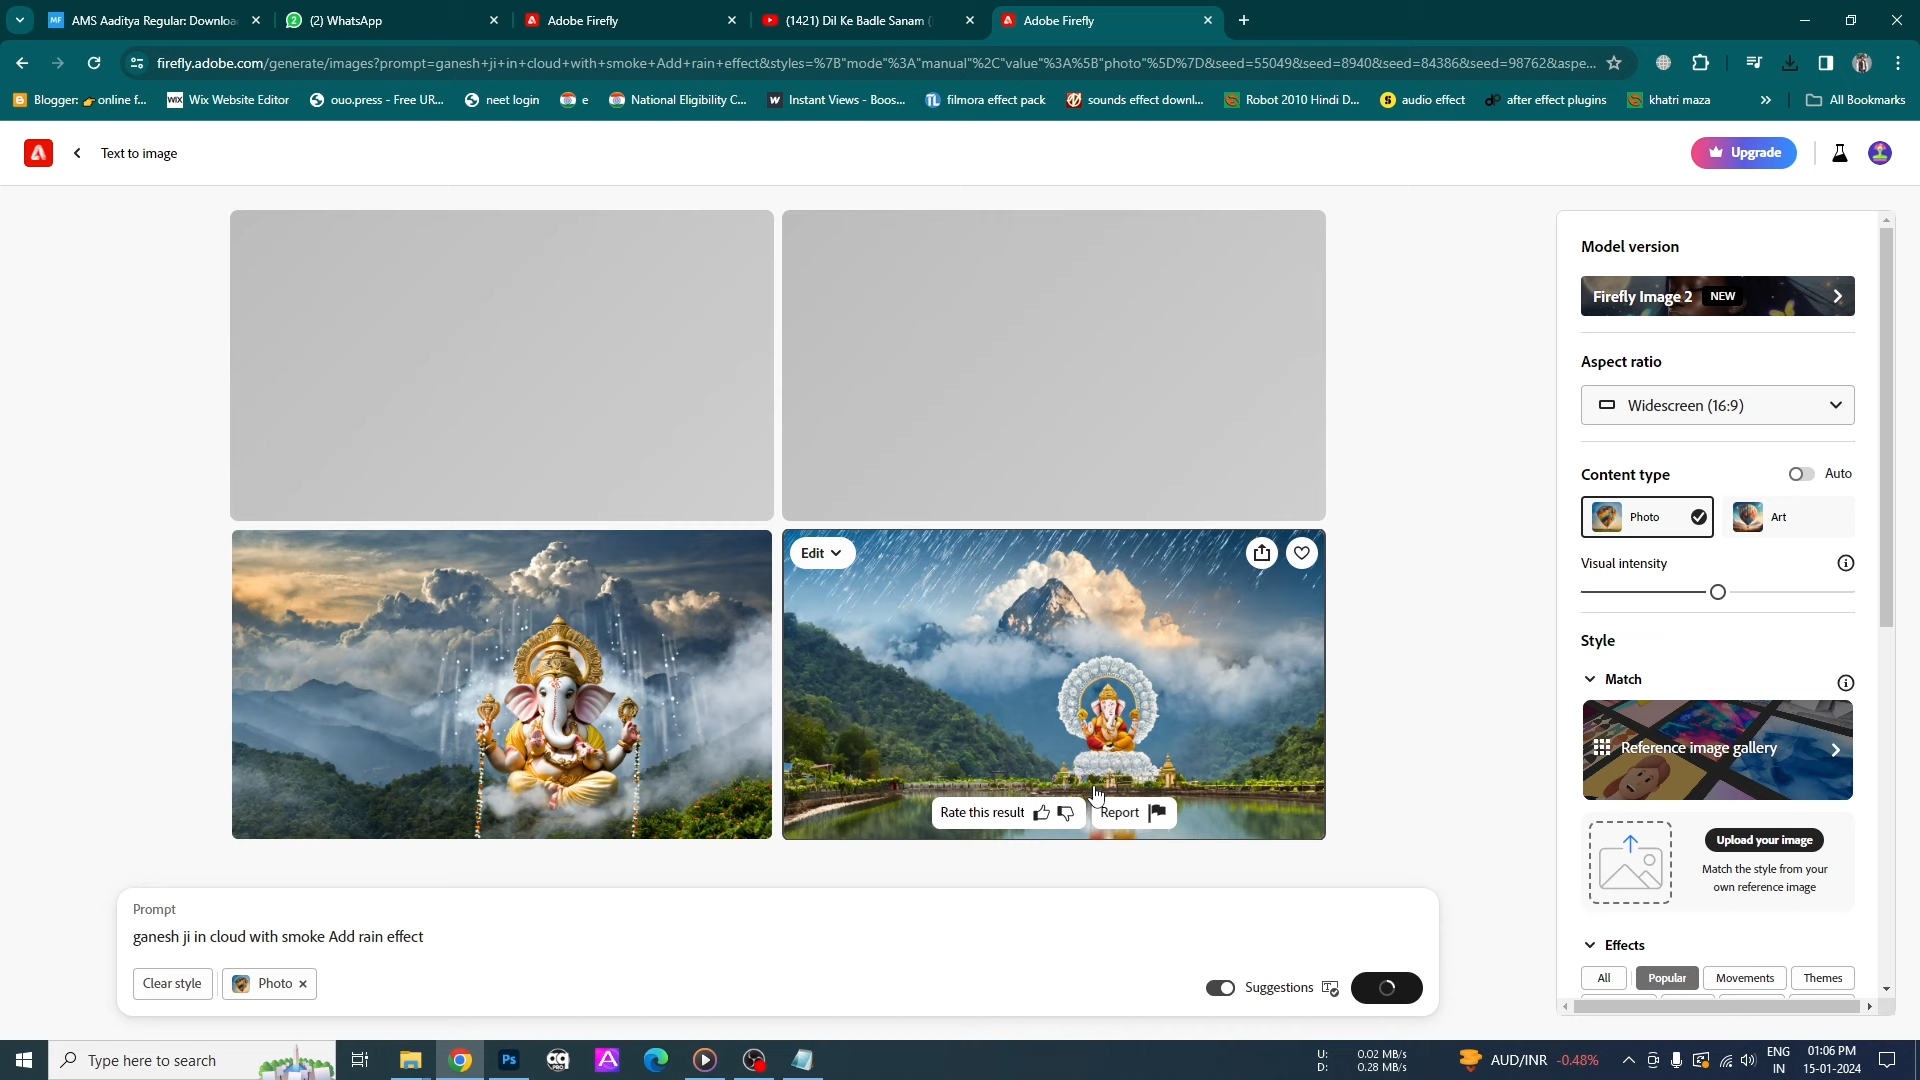 AMS Aaditya Regular: Downloa
(2) WhatsApp
Adobe Firefly
(1421) Dil Ke Badle Sanam (
Adobe Firefly
firefly.adobe.com/generate/images?prompt=ganesh+ji+in+cloud+with+smoke+Add+rain+effect&styles=%7B"mode"%3A"manual"%2C"value"%3A%5B"photo"%5D%7D&seed=55049&seed=8940&seed=84386&seed=98762&aspe...
Blogger: 👉online f...
Wix Website Editor
ouo.press - Free UR...
neet login
e
National Eligibility C...
Instant Views - Boos...
filmora effect pack
sounds effect downl...
Robot 2010 Hindi D...
audio effect
after effect plugins
khatri maza
»
All Bookmarks
Text to image
Upgrade
Model version
Firefly Image 2 NEW
Aspect ratio
Widescreen (16:9)
Content type
Auto
Photo
Art
Visual intensity
Style
Match
Reference image gallery
Upload your image
Match the style from your
own reference image
Effects
All
Popular
Movements
Themes
Edit
Rate this result
Report
Prompt
ganesh ji in cloud with smoke Add rain effect
Clear style
Photo ×
Suggestions
Type here to search
U: 0.02 MB/s
D: 0.28 MB/s
AUD/INR -0.48%
ENG
IN
01:06 PM
15-01-2024